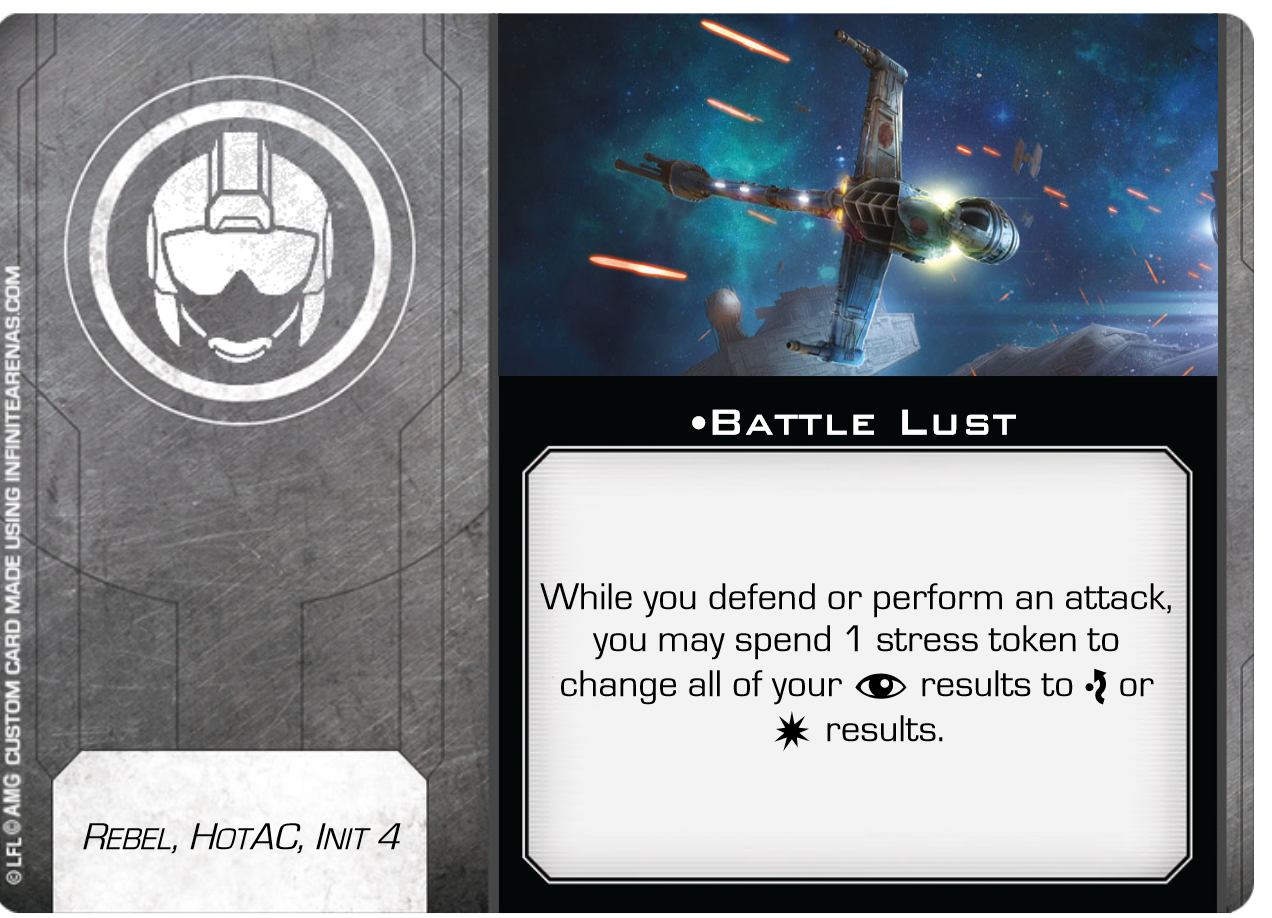 •Battle Lust
While you defend or perform an attack,
you may spend 1 stress token to
change all of your results to or
results.
Rebel, HotAC, Init 4
©LFL ©AMG CUSTOM CARD MADE USING INFINITEARENAS.COM